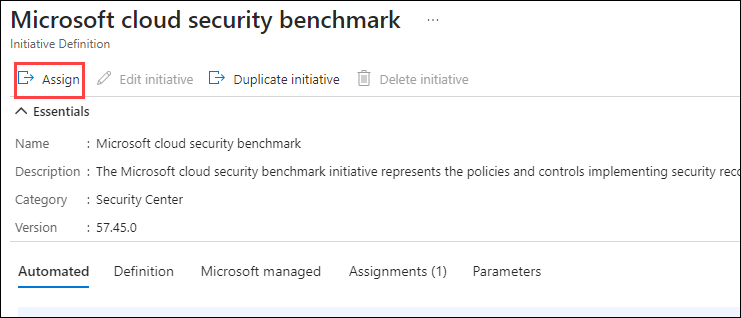 Microsoft cloud security benchmark ...
Initiative Definition
Assign Edit initiative Duplicate initiative Delete initiative
Essentials
Name : Microsoft cloud security benchmark
Description : The Microsoft cloud security benchmark initiative represents the policies and controls implementing security reco
Category : Security Center
Version : 57.45.0
Automated Definition Microsoft managed Assignments (1) Parameters